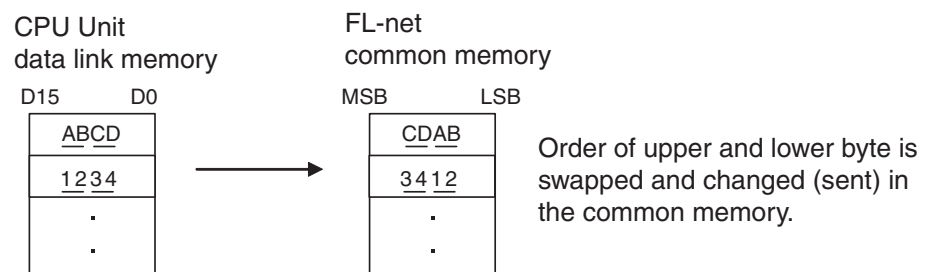 CPU Unit
data link memory
D15 D0
ABCD
1234
.
.
FL-net
common memory
MSB LSB
CDAB
3412
.
.
Order of upper and lower byte is
swapped and changed (sent) in
the common memory.